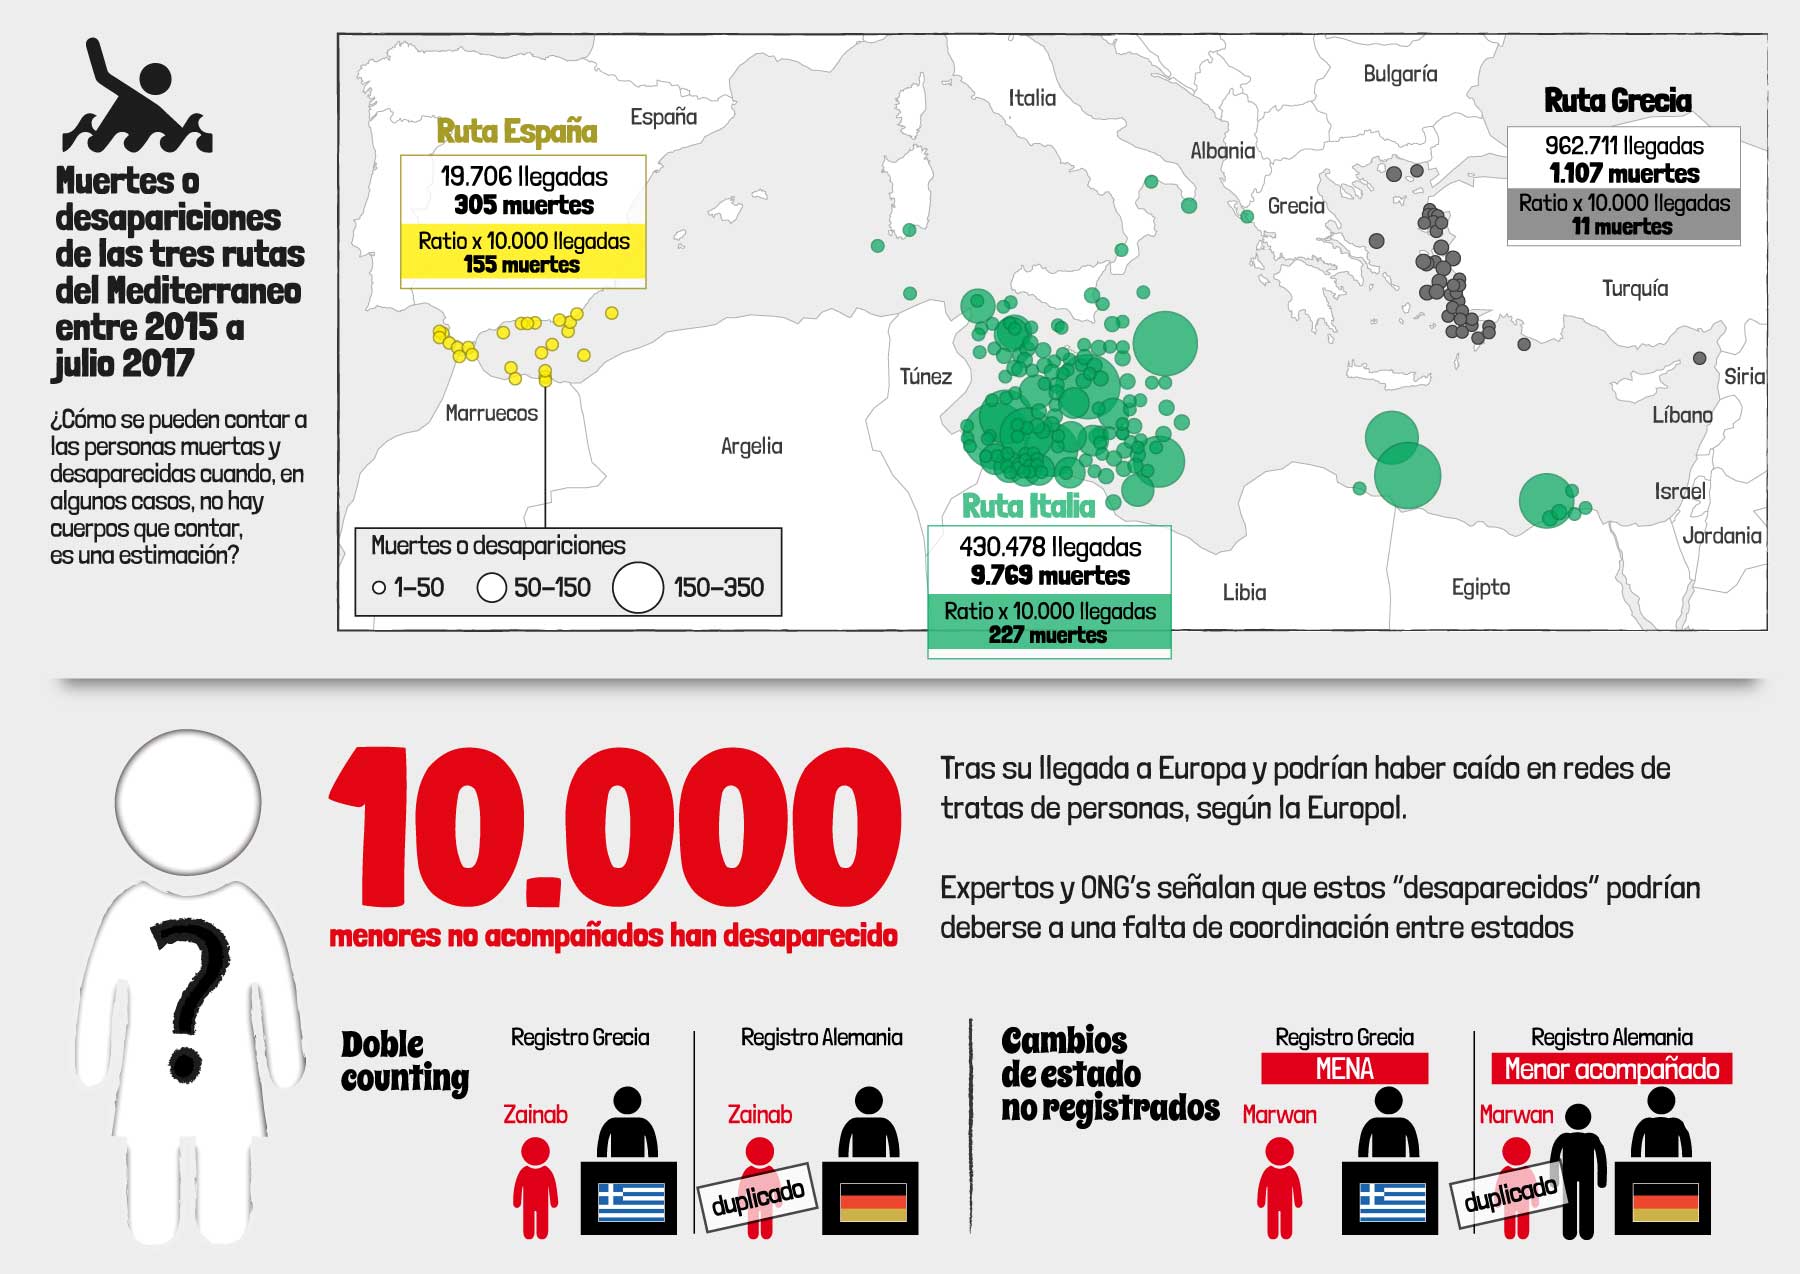 Muertes o
desapariciones
de las tres rutas
del Mediterraneo
entre 2015 a
julio 2017
¿Cómo se pueden contar a
las personas muertas y
desaparecidas cuando, en
algunos casos, no hay
cuerpos que contar,
es una estimación?
Ruta España
19.706 llegadas
305 muertes
Ratio x 10.000 llegadas
155 muertes
España
Italia
Bulgaría
Albania
Grecia
Ruta Grecia
962.711 llegadas
1.107 muertes
Ratio x 10.000 llegadas
11 muertes
Turquía
Siria
Líbano
Israel
Jordania
Túnez
Marruecos
Argelia
Libia
Egipto
Ruta Italia
430.478 llegadas
9.769 muertes
Ratio x 10.000 llegadas
227 muertes
Muertes o desapariciones
1-50
50-150
150-350
?
10.000
menores no acompañados han desaparecido
Tras su llegada a Europa y podrían haber caído en redes de
tratas de personas, según la Europol.
Expertos y ONG's señalan que estos "desaparecidos" podrían
deberse a una falta de coordinación entre estados
Doble
counting
Registro Grecia
Zainab
Registro Alemania
Zainab
duplicado
Cambios
de estado
no registrados
Registro Grecia
MENA
Marwan
Registro Alemania
Menor acompañado
Marwan
duplicado